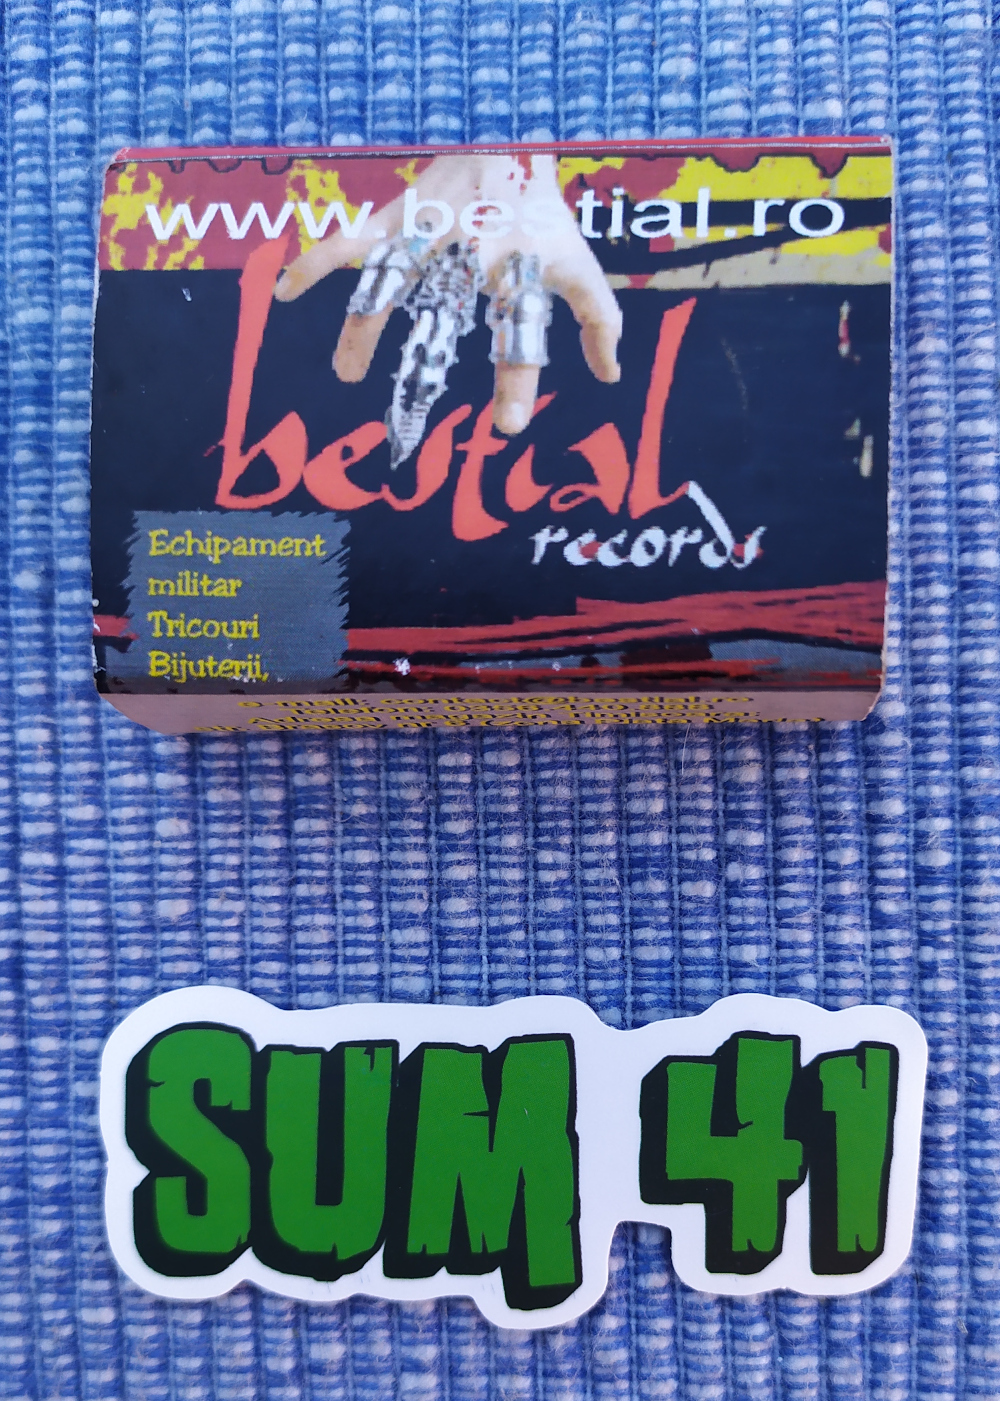 www.bestial.ro
bestial
records
Echipament
militar
Tricouri
Bijuterii,
SUM 41